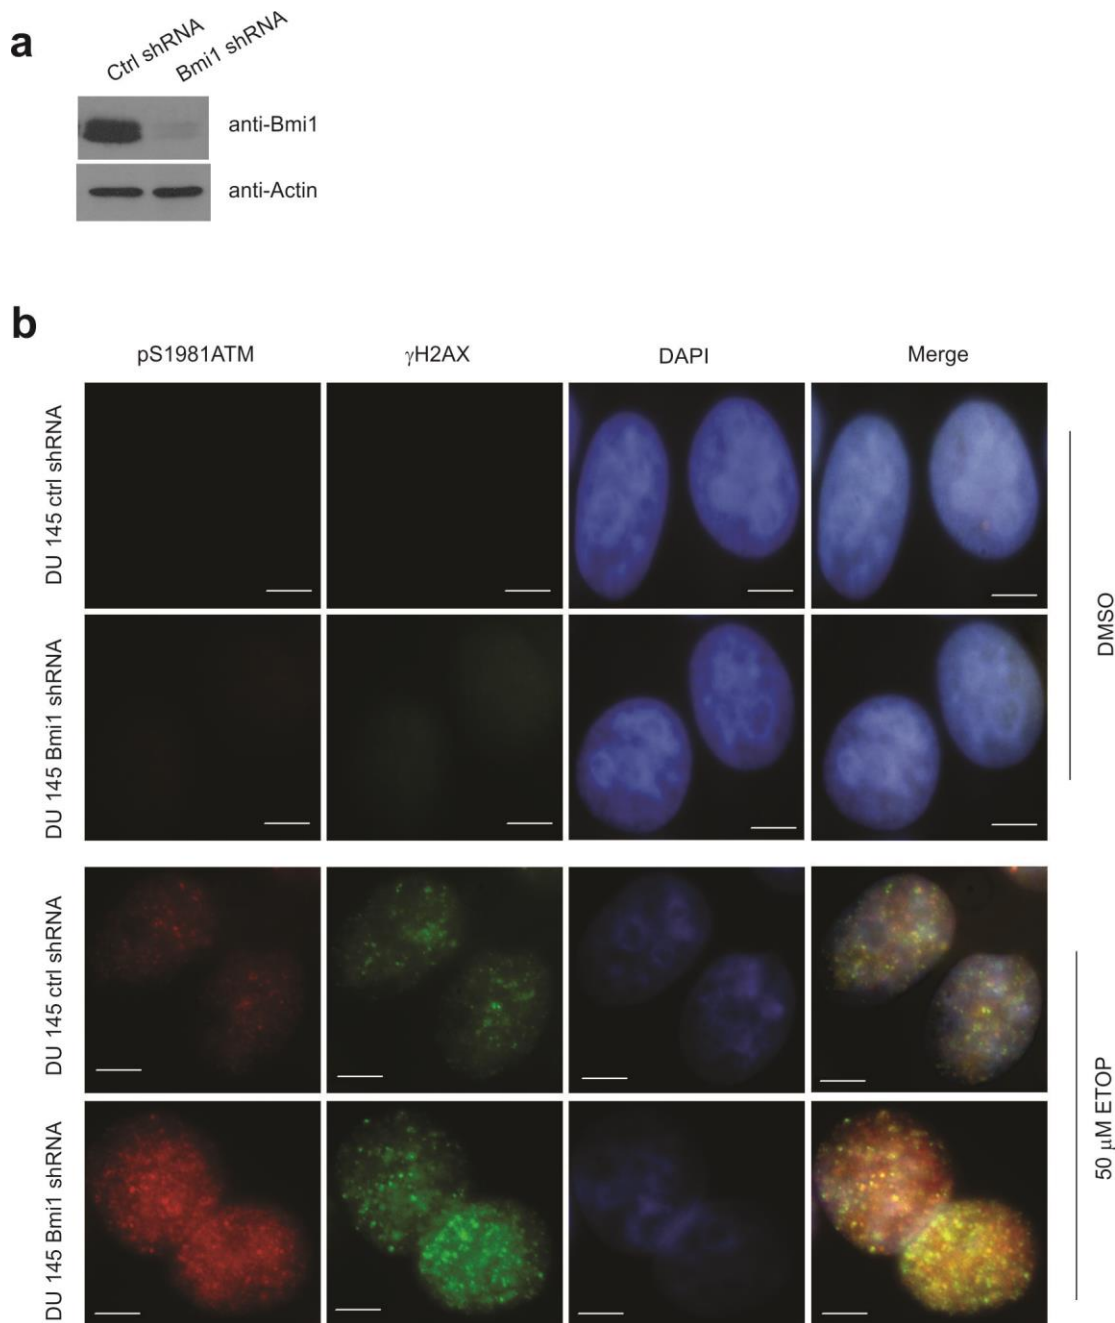 a
Ctrl shRNA
Bmi1 shRNA
anti-Bmi1
anti-Actin
b
pS1981ATM γH2AX DAPI Merge
DU 145 ctrl shRNA
DU 145 Bmi1 shRNA
DMSO
DU 145 ctrl shRNA
DU 145 Bmi1 shRNA
50 μM ETOP